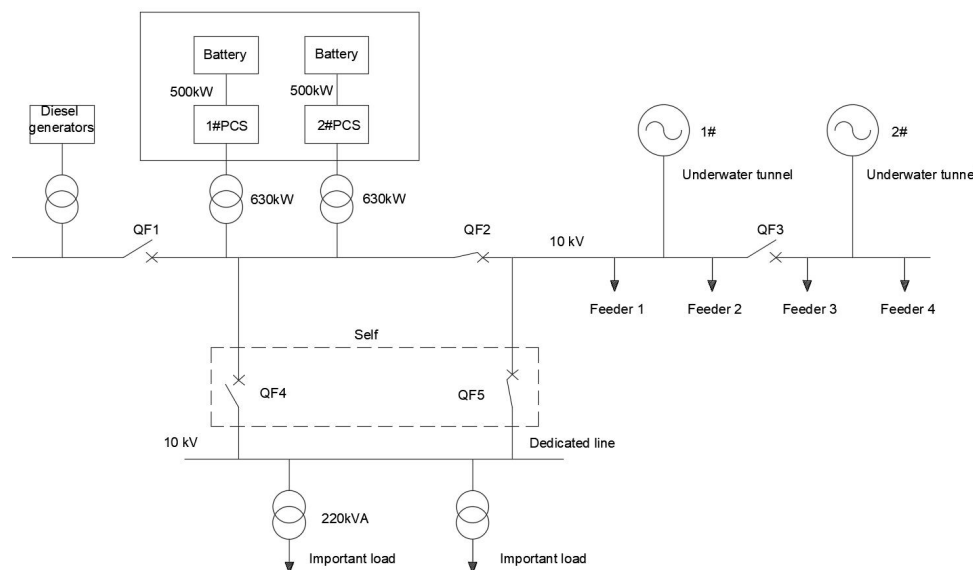 Battery
Battery
500kW
500kW
Diesel
generators
1#PCS
2#PCS
1#
2#
Underwater tunnel
Underwater tunnel
630kW
630kW
QF1
QF2
10 kV
QF3
Feeder 1
Feeder 2
Feeder 3
Feeder 4
Self
QF4
QF5
10 kV
Dedicated line
220kVA
Important load
Important load